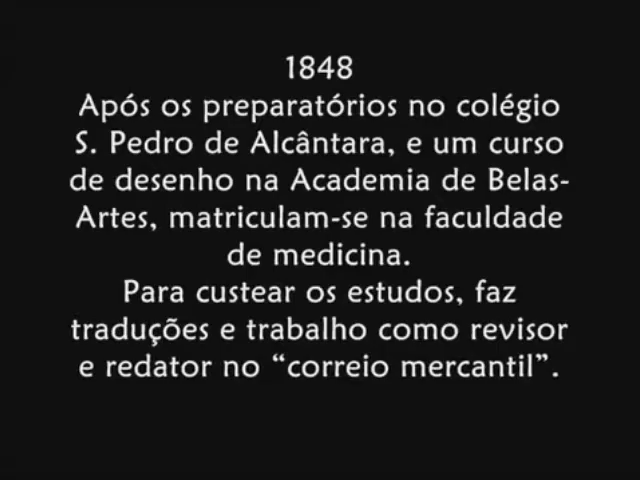 1848
Após os preparatórios no colégio
S. Pedro de Alcântara, e um curso
de desenho na Academia de Belas-
Artes, matriculam-se na faculdade
de medicina.
Para custear os estudos, faz
traduções e trabalho como revisor
e redator no “correio mercantil”.